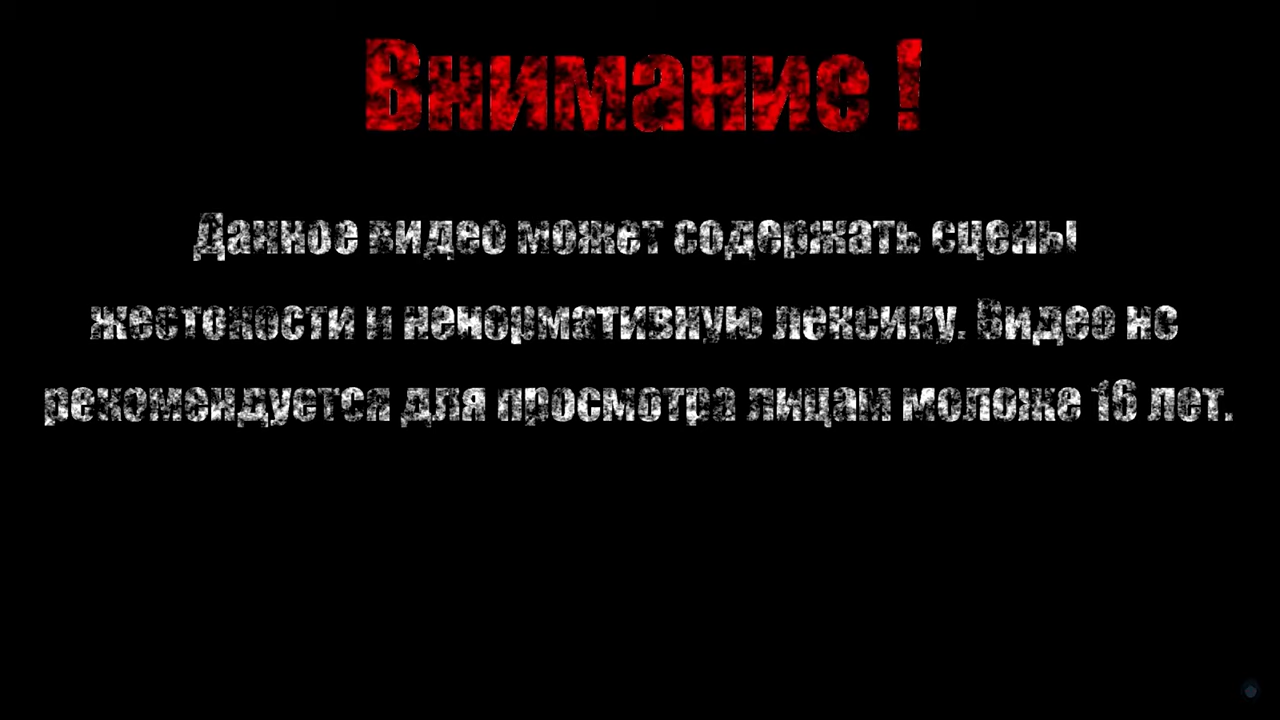 Внимание !
Данное видео может содержать сцены
жестокости и ненормативную лексику. Видео не
рекомендуется для просмотра лицам моложе 16 лет.